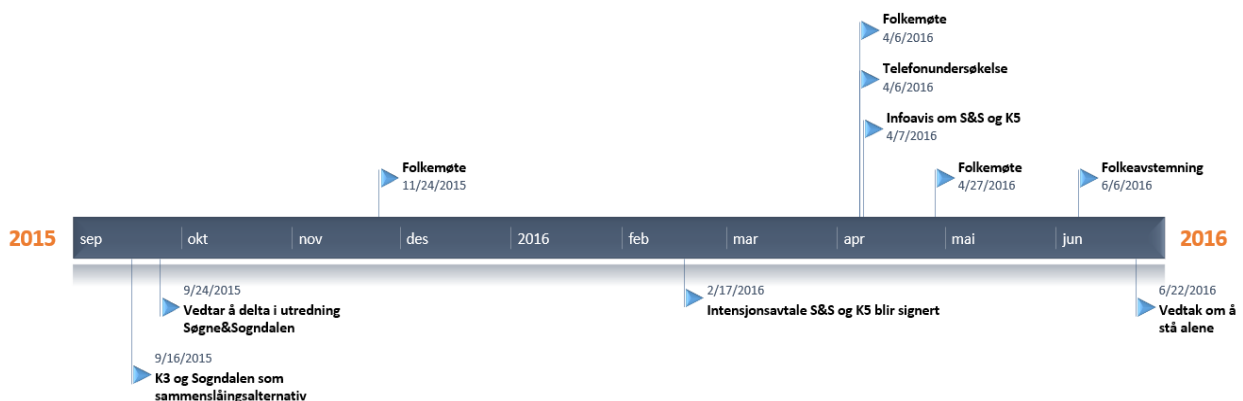 Folkemøte
4/6/2016
Telefonundersøkelse
4/6/2016
Infoavis om S&S og K5
4/7/2016
Folkemøte
11/24/2015
Folkemøte
4/27/2016
Folkeavstemning
6/6/2016
2015
sep
okt
nov
des
2016
feb
mar
apr
mai
jun
2016
9/24/2015
Vedtar å delta i utredning
Søgne&Sogndalen
2/17/2016
Intensjonsavtale S&S og K5 blir signert
6/22/2016
Vedtak om å
stå alene
9/16/2015
K3 og Sogndalen som
sammenslåingsalternativ